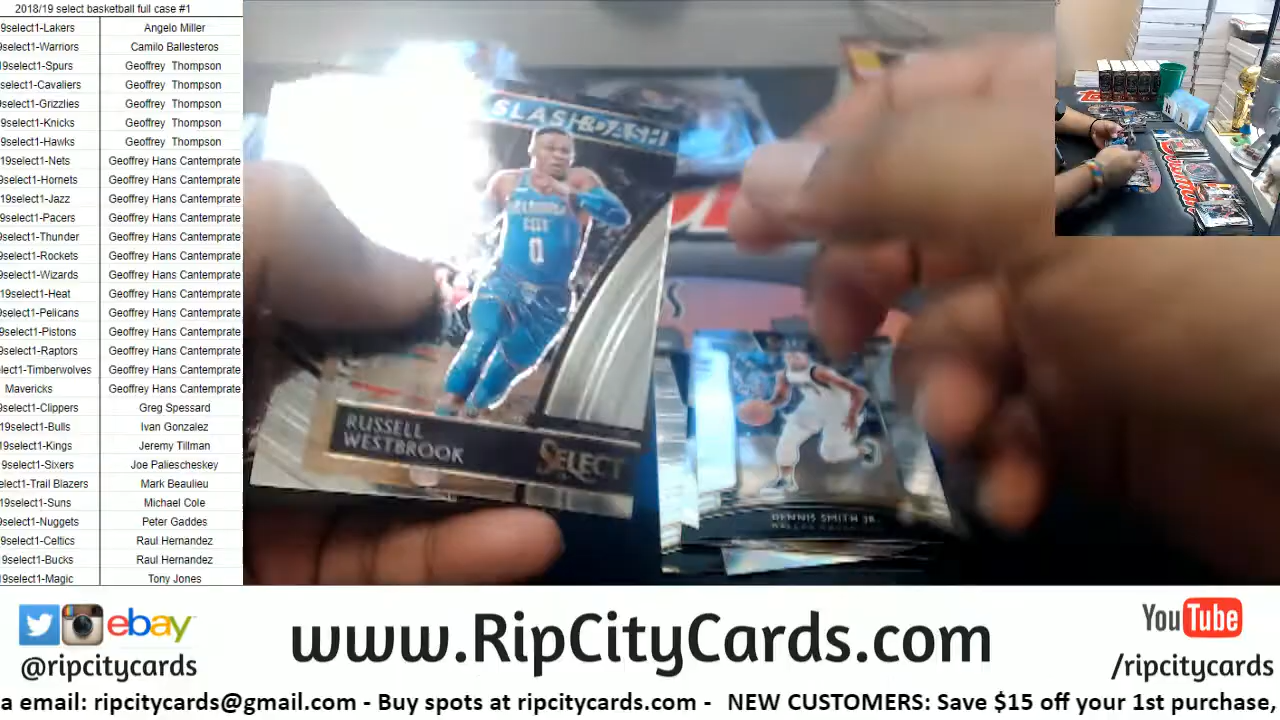 2018/19 select basketball full case #1
9select1-Lakers Angelo Miller
9select1-Warriors Camilo Ballesteros
9select1-Spurs Geoffrey Thompson
select1-Cavaliers Geoffrey Thompson
9select1-Grizzlies Geoffrey Thompson
9select1-Knicks Geoffrey Thompson
9select1-Hawks Geoffrey Thompson
19select1-Nets Geoffrey Hans Cantemprate
9select1-Hornets Geoffrey Hans Cantemprate
19select1-Jazz Geoffrey Hans Cantemprate
9select1-Pacers Geoffrey Hans Cantemprate
9select1-Thunder Geoffrey Hans Cantemprate
9select1-Rockets Geoffrey Hans Cantemprate
9select1-Wizards Geoffrey Hans Cantemprate
19select1-Heat Geoffrey Hans Cantemprate
9select1-Pelicans Geoffrey Hans Cantemprate
9select1-Pistons Geoffrey Hans Cantemprate
9select1-Raptors Geoffrey Hans Cantemprate
elect1-Timberwolves Geoffrey Hans Cantemprate
Mavericks Geoffrey Hans Cantemprate
9select1-Clippers Greg Spessard
19select1-Bulls Ivan Gonzalez
19select1-Kings Jeremy Tillman
9select1-Sixers Joe Paliescheskey
elect1-Trail Blazers Mark Beaulieu
19select1-Suns Michael Cole
9select1-Nuggets Peter Gaddes
9select1-Celtics Raul Hernandez
9select1-Bucks Raul Hernandez
19select1-Magic Tony Jones
0
RUSSELL
WESTBROOK
SELECT
DENNIS SMITH JR.
ebay
@ripcitycards
www.RipCityCards.com
YouTube
/ripcitycards
a email: ripcitycards@gmail.com - Buy spots at ripcitycards.com - NEW CUSTOMERS: Save $15 off your 1st purchase,